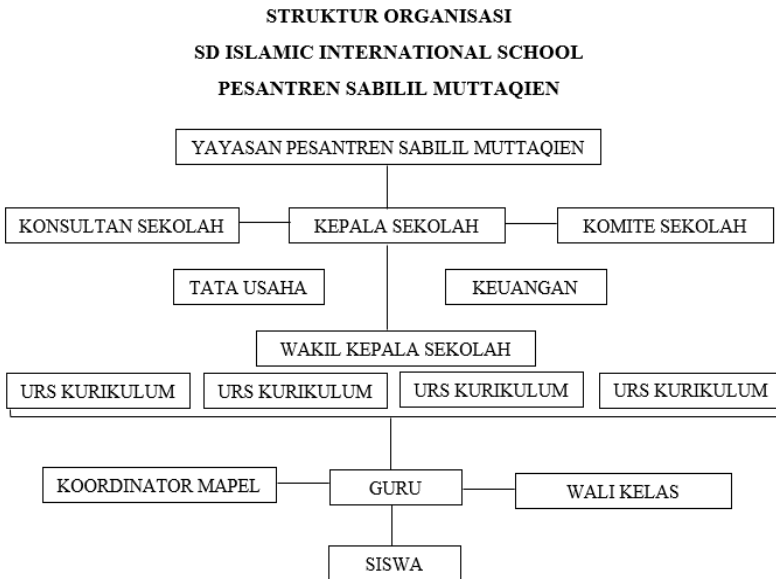 STRUKTUR ORGANISASI
SD ISLAMIC INTERNATIONAL SCHOOL
PESANTREN SABILIL MUTTAQIEN
YAYASAN PESANTREN SABILIL MUTTAQIEN
KONSULTAN SEKOLAH
KEPALA SEKOLAH
KOMITE SEKOLAH
TATA USAHA
KEUANGAN
WAKIL KEPALA SEKOLAH
URS KURIKULUM
URS KURIKULUM
URS KURIKULUM
URS KURIKULUM
KOORDINATOR MAPEL
GURU
WALI KELAS
SISWA